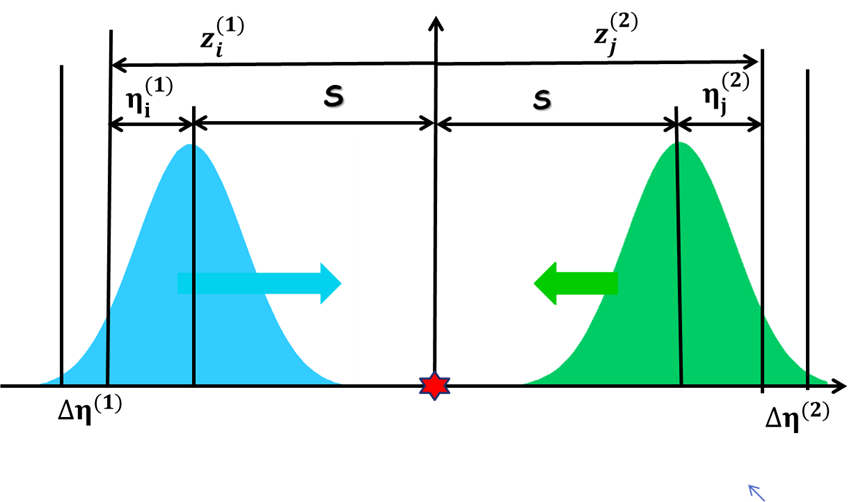 z_i^(1) z_j^(2)
η_i^(1) S S η_j^(2)
Δη^(1) Δη^(2)